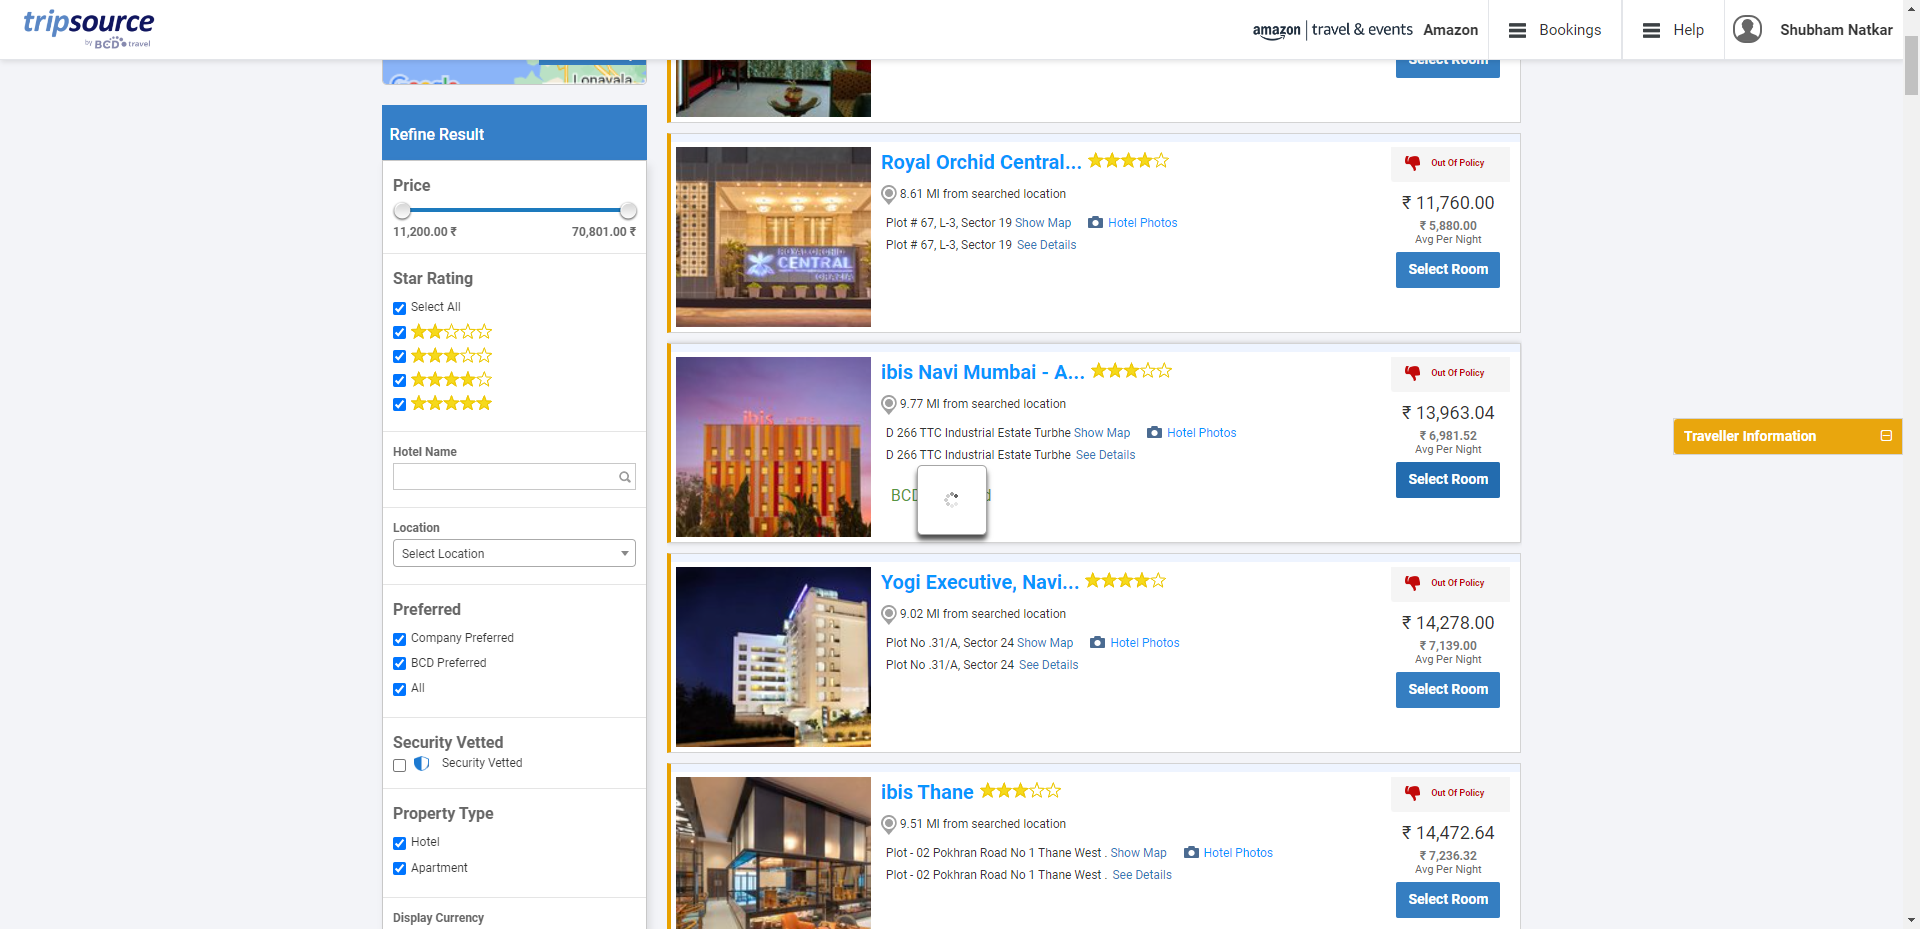 tripsource
by BCD travel
amazon | travel & events Amazon
Bookings
Help
Shubham Natkar
Google
Lonavala
Select Room
Refine Result
Price
11,200.00 ₹
70,801.00 ₹
Star Rating
Select All
Hotel Name
Location
Select Location
Preferred
Company Preferred
BCD Preferred
All
Security Vetted
Security Vetted
Property Type
Hotel
Apartment
Display Currency
Royal Orchid Central...
8.61 MI from searched location
Plot # 67, L-3, Sector 19 Show Map Hotel Photos
Plot # 67, L-3, Sector 19 See Details
ROYAL ORCHID
CENTRAL
GRAZIA
Out Of Policy
₹ 11,760.00
₹ 5,880.00
Avg Per Night
Select Room
ibis Navi Mumbai - A...
9.77 MI from searched location
D 266 TTC Industrial Estate Turbhe Show Map Hotel Photos
D 266 TTC Industrial Estate Turbhe See Details
ibis
Out Of Policy
₹ 13,963.04
₹ 6,981.52
Avg Per Night
Select Room
Yogi Executive, Navi...
9.02 MI from searched location
Plot No .31/A, Sector 24 Show Map Hotel Photos
Plot No .31/A, Sector 24 See Details
Out Of Policy
₹ 14,278.00
₹ 7,139.00
Avg Per Night
Select Room
ibis Thane
9.51 MI from searched location
Plot - 02 Pokhran Road No 1 Thane West . Show Map Hotel Photos
Plot - 02 Pokhran Road No 1 Thane West . See Details
Out Of Policy
₹ 14,472.64
₹ 7,236.32
Avg Per Night
Select Room
Traveller Information